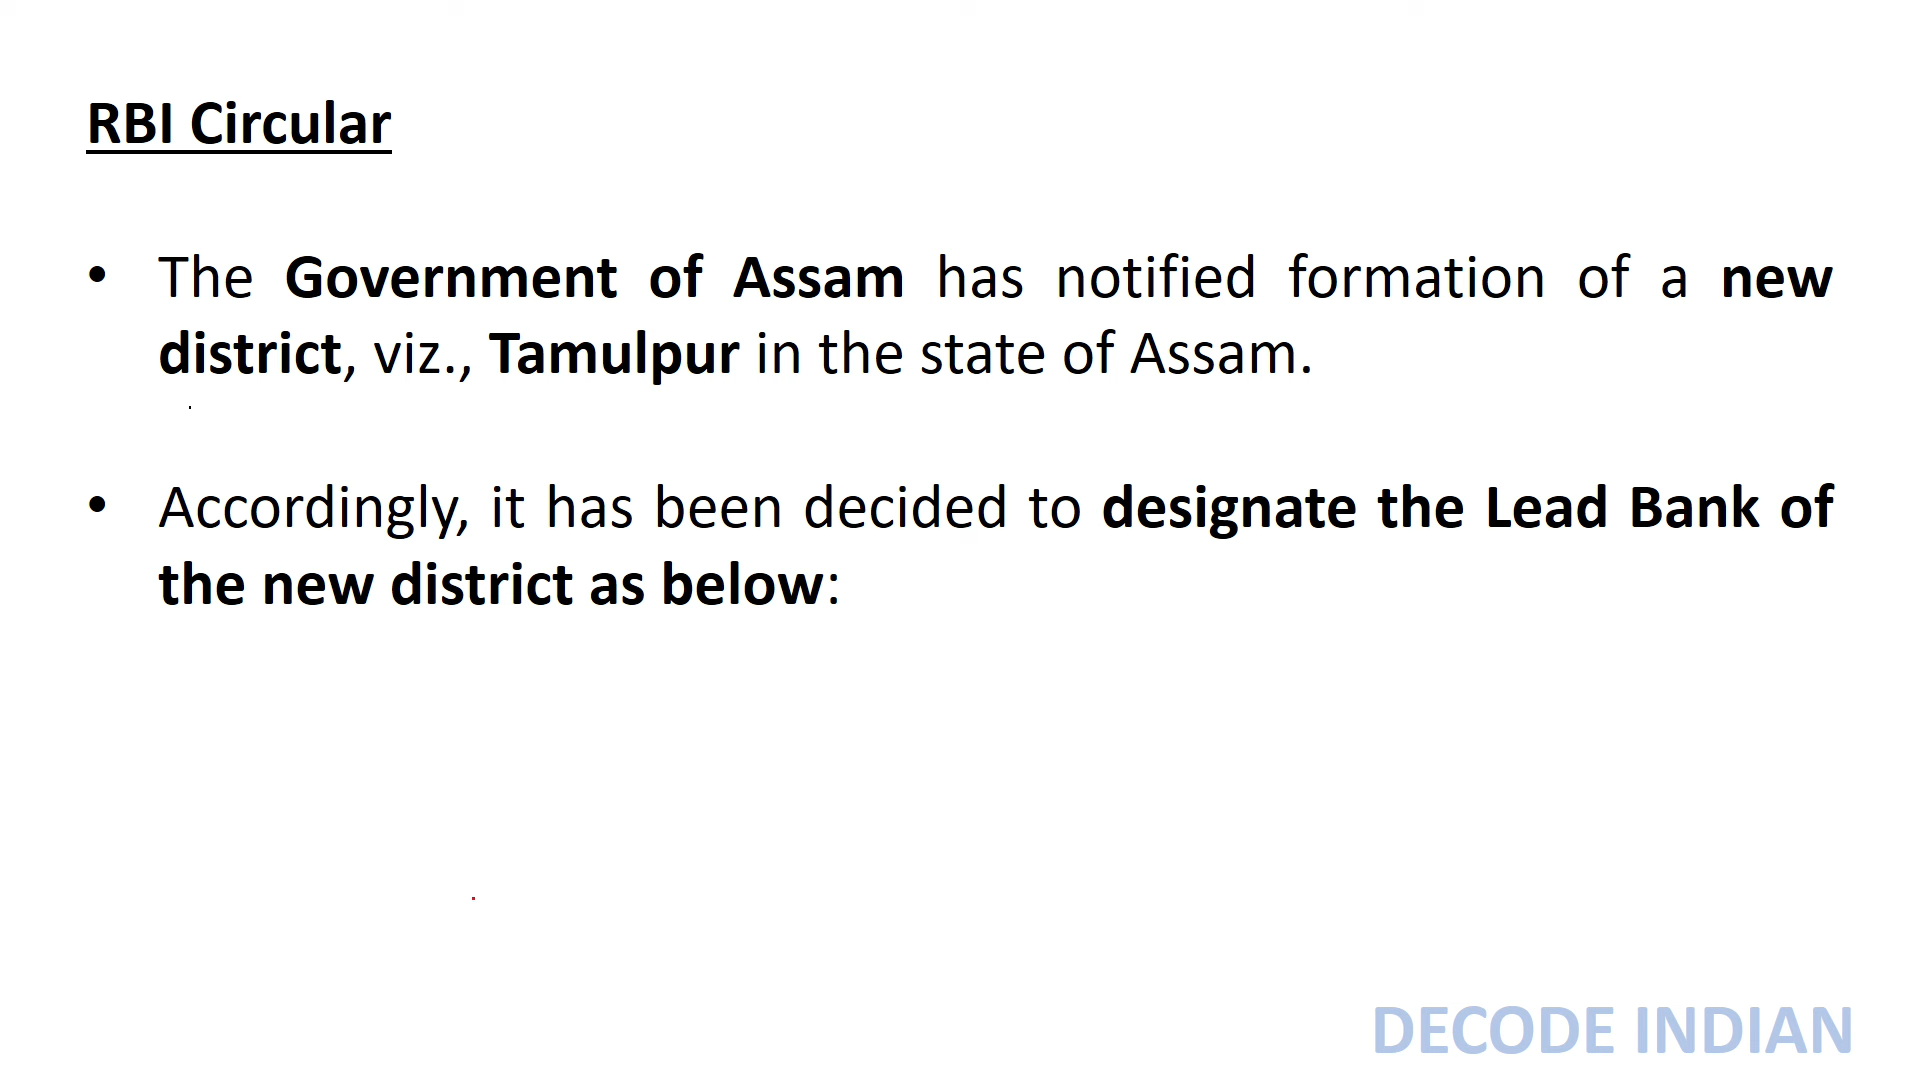 RBI Circular
• The Government of Assam has notified formation of a new
district, viz., Tamulpur in the state of Assam.
• Accordingly, it has been decided to designate the Lead Bank of
the new district as below:
DECODE INDIAN